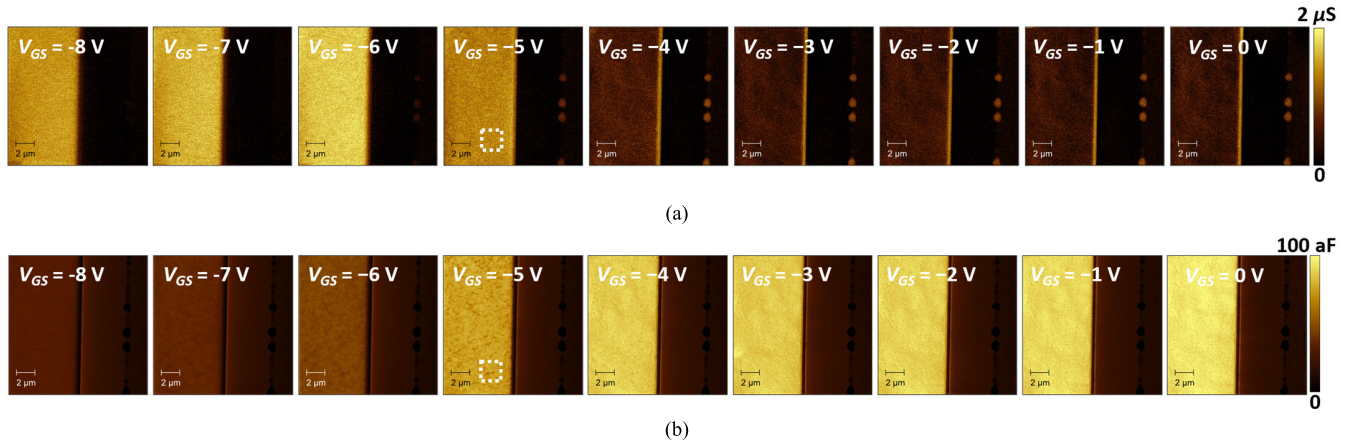 2 μS
V_GS = -8 V V_GS = -7 V V_GS = −6 V V_GS = −5 V V_GS = −4 V V_GS = −3 V V_GS = −2 V V_GS = −1 V V_GS = 0 V
2 μm 2 μm 2 μm 2 μm 2 μm 2 μm 2 μm 2 μm 2 μm
0
(a)
100 aF
V_GS = -8 V V_GS = -7 V V_GS = −6 V V_GS = −5 V V_GS = −4 V V_GS = −3 V V_GS = −2 V V_GS = −1 V V_GS = 0 V
2 μm 2 μm 2 μm 2 μm 2 μm 2 μm 2 μm 2 μm 2 μm
0
(b)